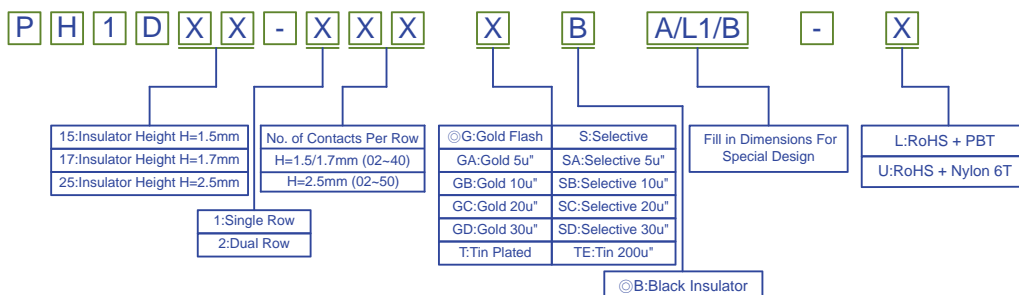 P H 1 D X X - X X X X B A/L1/B - X
15:Insulator Height H=1.5mm
17:Insulator Height H=1.7mm
25:Insulator Height H=2.5mm
1:Single Row
2:Dual Row
No. of Contacts Per Row
H=1.5/1.7mm (02~40)
H=2.5mm (02~50)
◎G:Gold Flash S:Selective
GA:Gold 5u" SA:Selective 5u"
GB:Gold 10u" SB:Selective 10u"
GC:Gold 20u" SC:Selective 20u"
GD:Gold 30u" SD:Selective 30u"
T:Tin Plated TE:Tin 200u"
◎B:Black Insulator
Fill in Dimensions For
Special Design
L:RoHS + PBT
U:RoHS + Nylon 6T